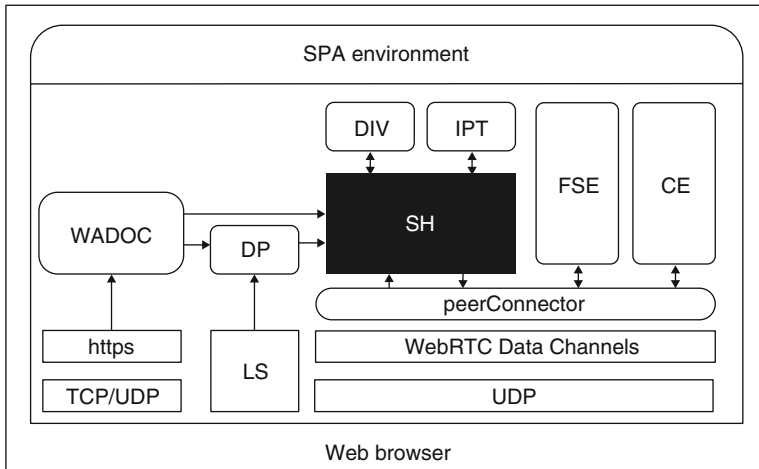 SPA environment
DIV
IPT
FSE
CE
WADOC
DP
SH
peerConnector
https
LS
WebRTC Data Channels
TCP/UDP
UDP
Web browser